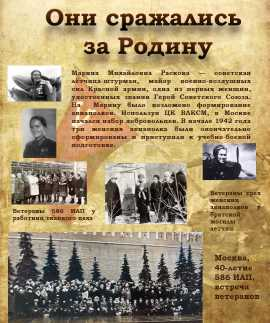 Они сражались
за Родину
Марина Михайловна Раскова — советская
лётчица-штурман, майор военно-воздушных
сил Красной армии, одна из первых женщин,
удостоенных звания Герой Советского Союза.
На Марину было возложено формирование
авиаполков. Используя ЦК ВЛКСМ, в Москве
начался набор добровольцев. В начале 1942 года
три женских авиаполка были окончательно
сформированы и приступили к учебно-боевой
подготовке.
Ветераны 586 ИАП у
Ветераны трех
женских
авиаполков у
братской
могилы
летчиц
Москва,
40-летие
586 ИАП,
встреча
ветеранов